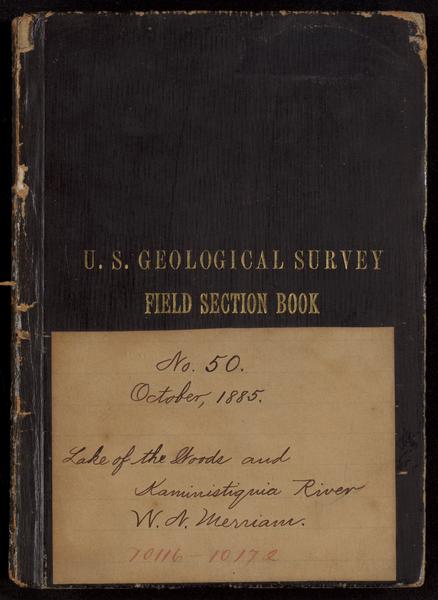 U. S. GEOLOGICAL SURVEY
FIELD SECTION BOOK
No. 50.
October, 1885.
Lake of the Woods and
Kaministiquia River
W. N. Merriam.
10116 - 10172